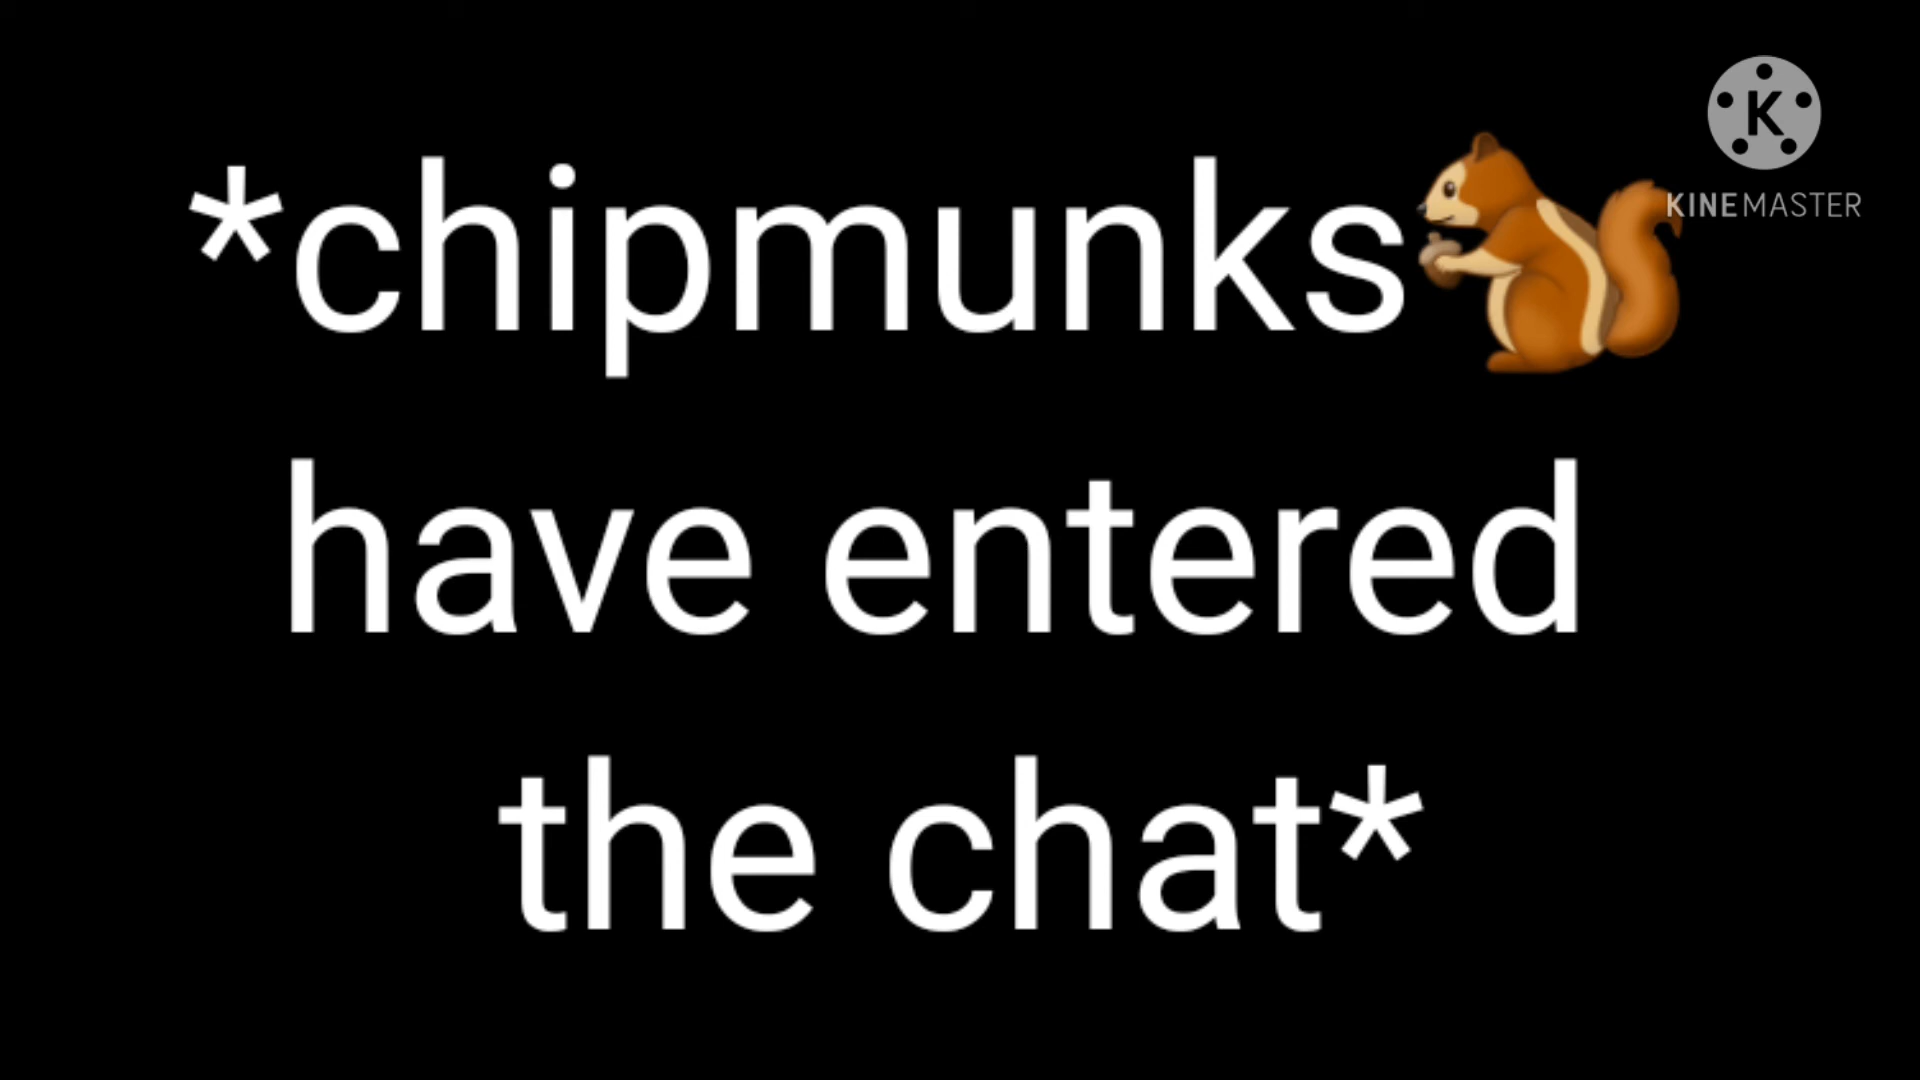 *chipmunks🐿
have entered
the chat*
K
KINEMASTER